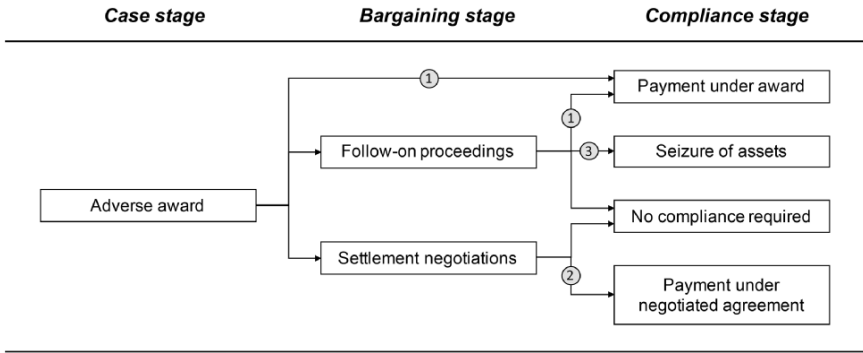 Case stage
Bargaining stage
Compliance stage
1
Payment under award
1
Follow-on proceedings
3
Seizure of assets
Adverse award
No compliance required
Settlement negotiations
2
Payment under
negotiated agreement